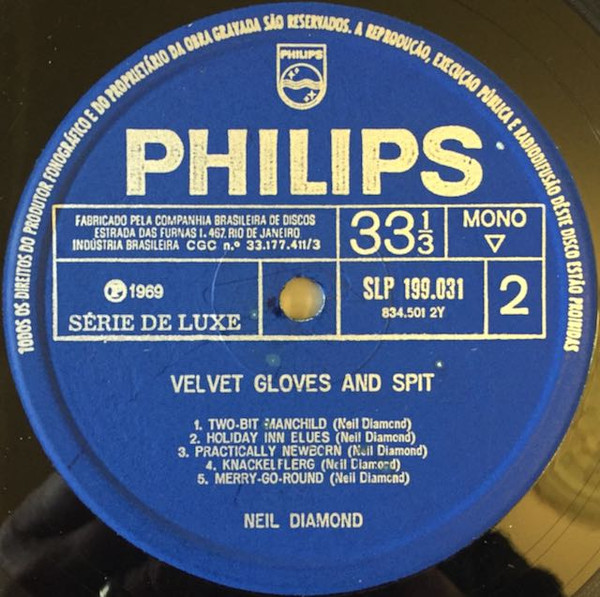 TODOS OS DIREITOS DO PRODUTOR FONOGRÁFICO E DO PROPRIETÁRIO DA OBRA GRAVADA SÃO RESERVADOS. A REPRODUÇÃO, EXECUÇÃO PÚBLICA E RADIODIFUSÃO DÊSTE DISCO ESTÃO PROIBIDAS
PHILIPS
PHILIPS
FABRICADO PELA COMPANHIA BRASILEIRA DE DISCOS
ESTRADA DAS FURNAS 1.467, RIO DE JANEIRO
INDÚSTRIA BRASILEIRA CGC n.º 33.177.411/3
33 1/3
MONO
℗ 1969
SÉRIE DE LUXE
SLP 199.031
834.501 2Y
2
VELVET GLOVES AND SPIT
1. TWO-BIT MANCHILD (Neil Diamond)
2. HOLIDAY INN ELUES (Neil Diamond)
3. PRACTICALLY NEWBORN (Neil Diamond)
4. KNACKELFLERG (Neil Diamond)
5. MERRY-GO-ROUND (Neil Diamond)
NEIL DIAMOND